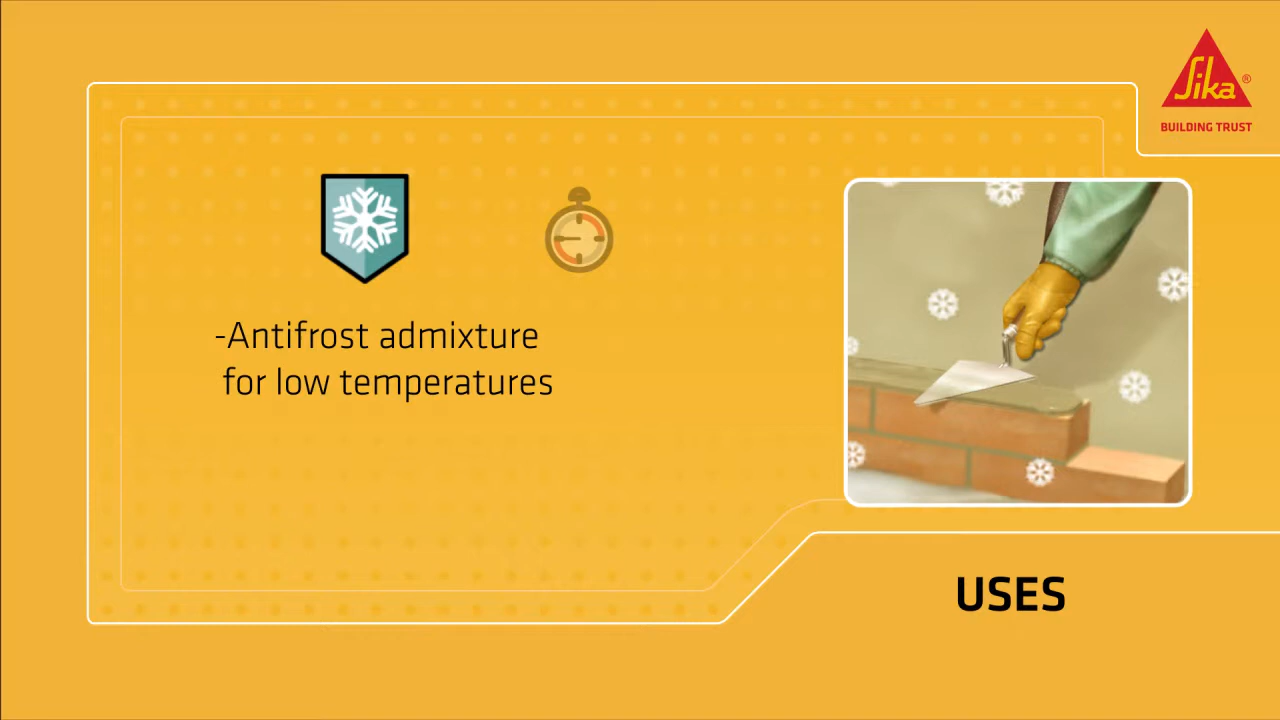 Sika®
BUILDING TRUST
-Antifrost admixture
for low temperatures
USES